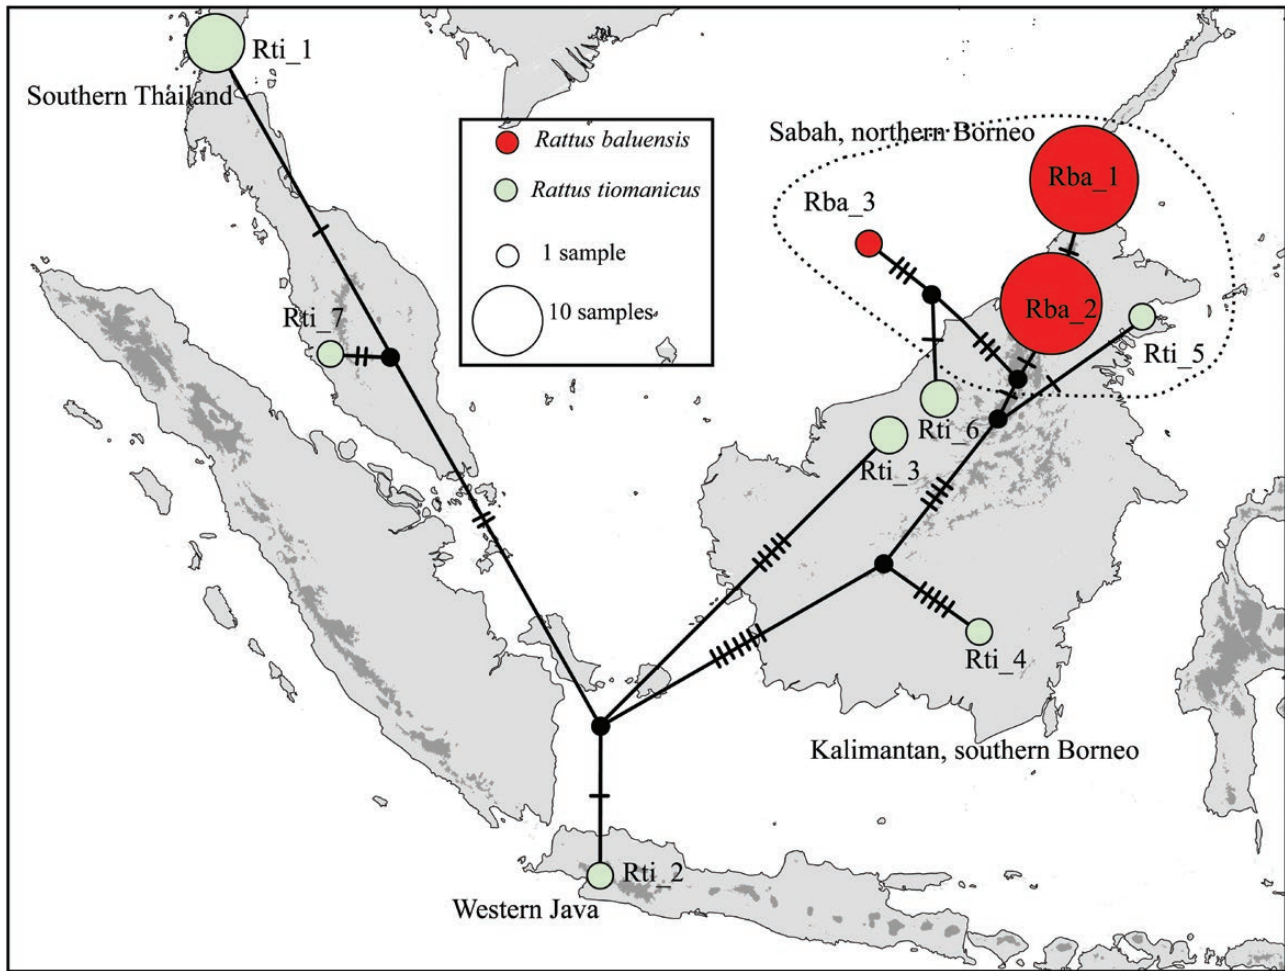 Rti_1
Southern Thailand
Rattus baluensis
Rattus tiomanicus
1 sample
10 samples
Sabah, northern Borneo
Rba_1
Rba_3
Rba_2
Rti_7
Rti_5
Rti_6
Rti_3
Rti_4
Kalimantan, southern Borneo
Rti_2
Western Java